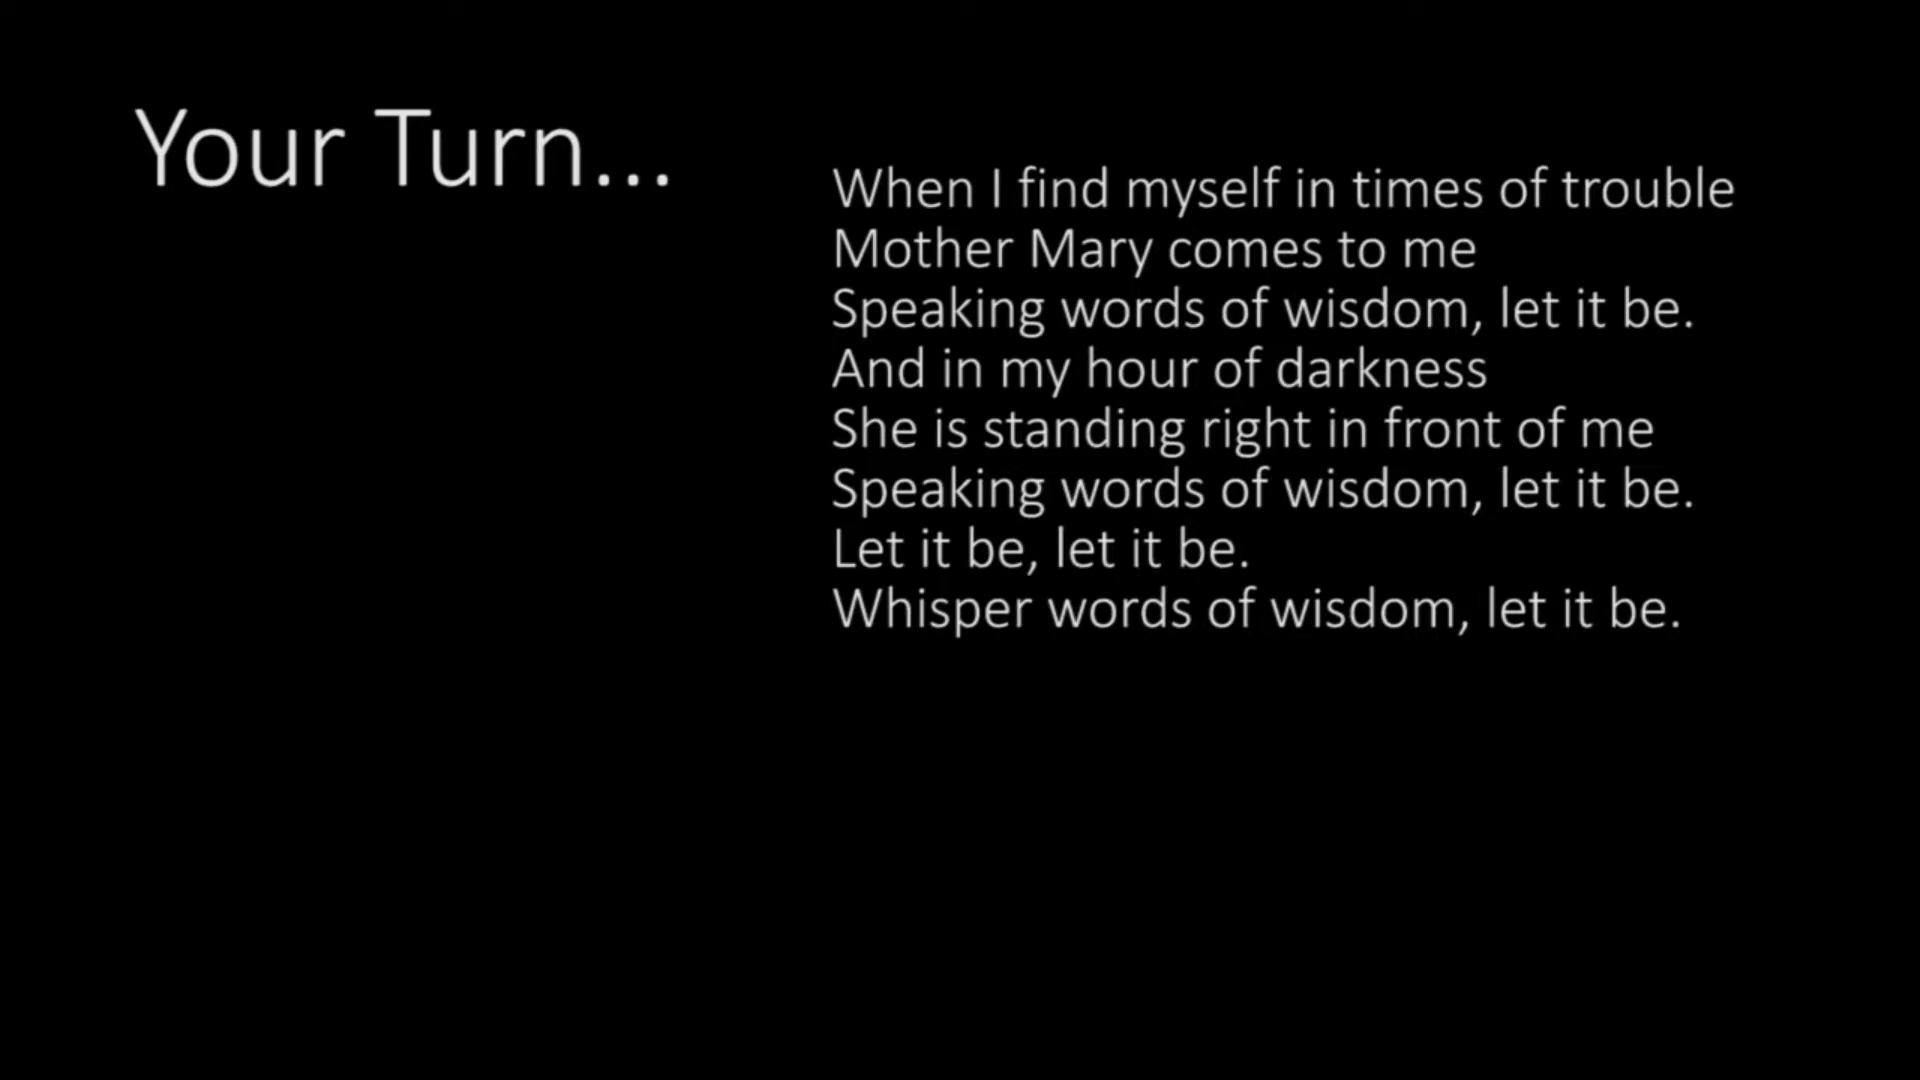 Your Turn...
When I find myself in times of trouble
Mother Mary comes to me
Speaking words of wisdom, let it be.
And in my hour of darkness
She is standing right in front of me
Speaking words of wisdom, let it be.
Let it be, let it be.
Whisper words of wisdom, let it be.